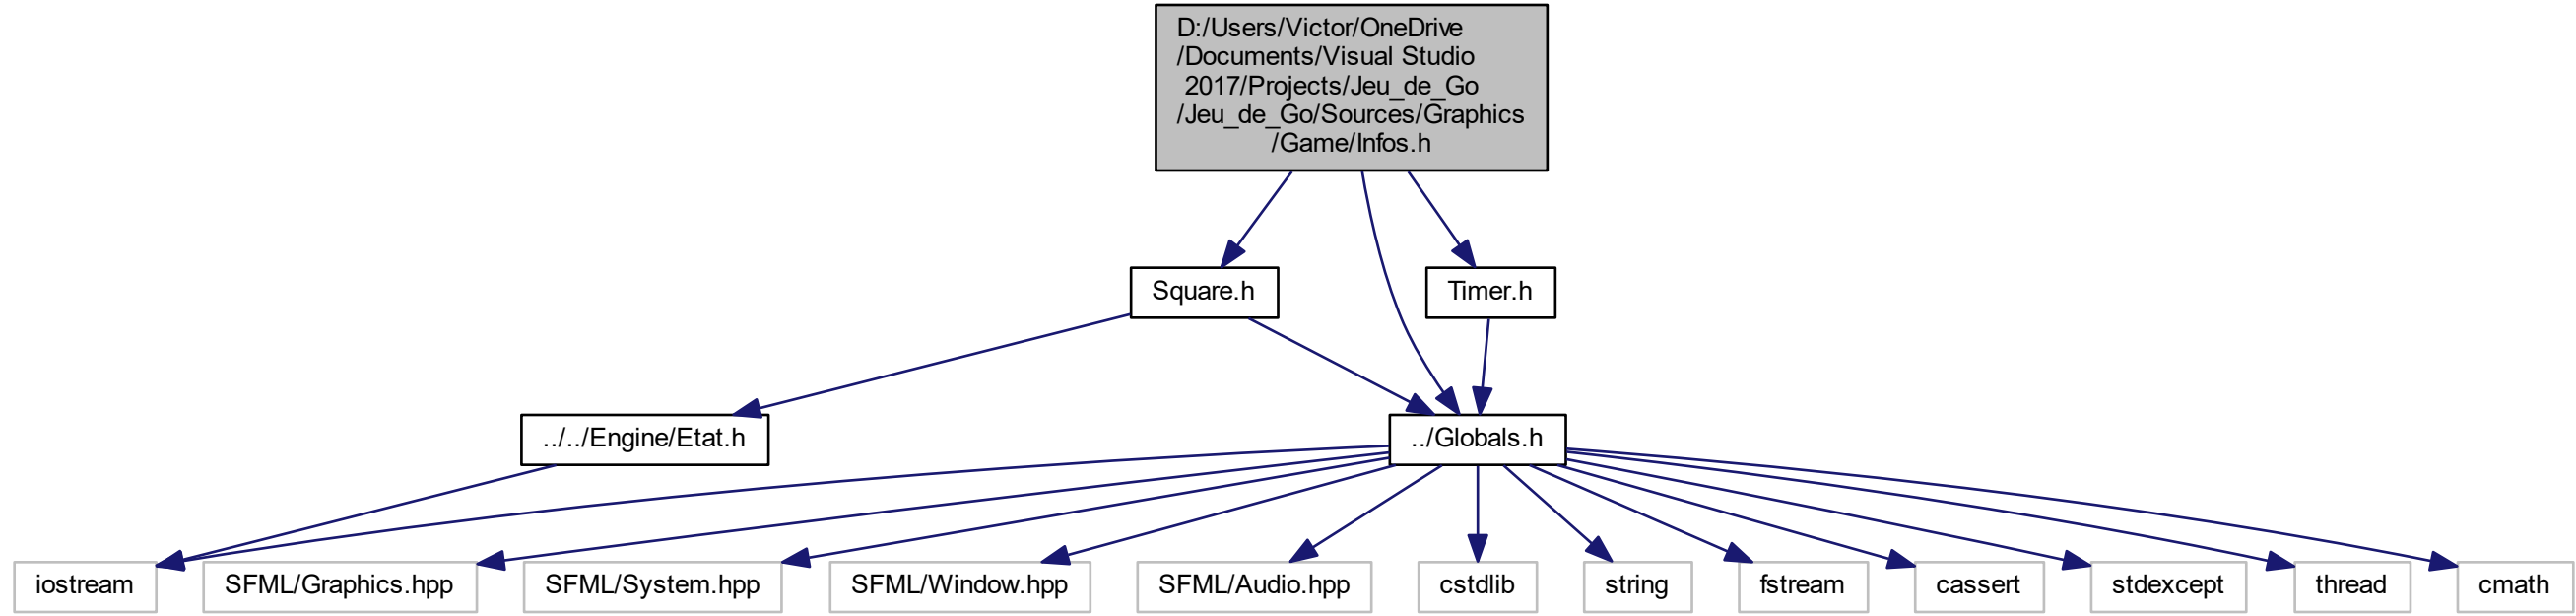 D:/Users/Victor/OneDrive
/Documents/Visual Studio
2017/Projects/Jeu_de_Go
/Jeu_de_Go/Sources/Graphics
/Game/Infos.h
Square.h
Timer.h
../../Engine/Etat.h
../Globals.h
iostream
SFML/Graphics.hpp
SFML/System.hpp
SFML/Window.hpp
SFML/Audio.hpp
cstdlib
string
fstream
cassert
stdexcept
thread
cmath